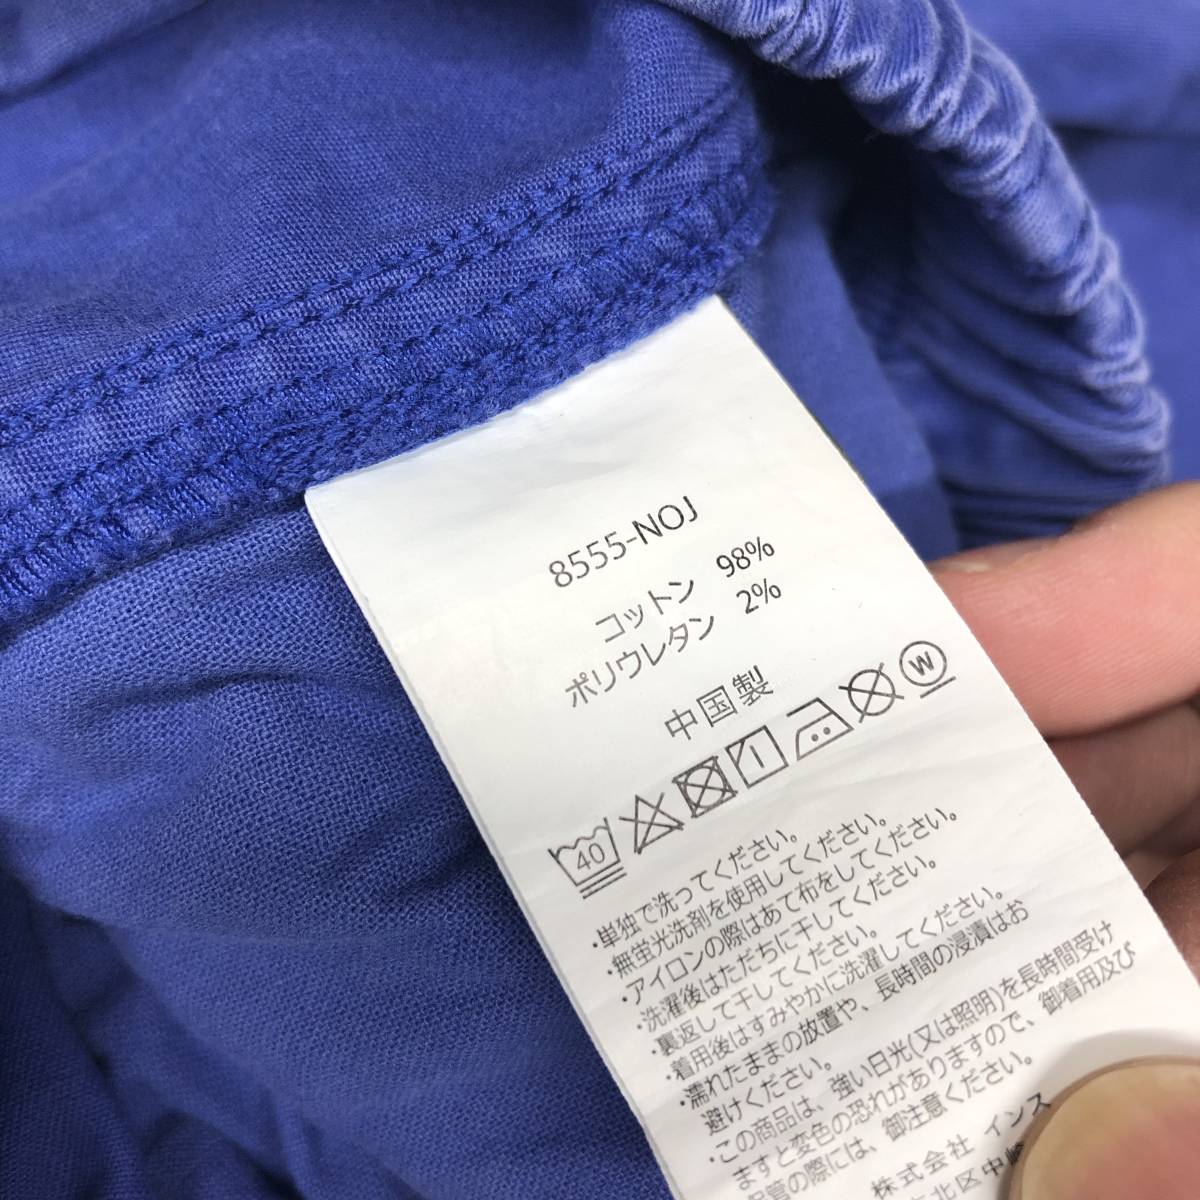 8555-NOJ
コットン 98%
ポリウレタン 2%
中国製
40 W
・単独で洗ってください。
・無蛍光洗剤を使用してください。
・アイロンの際はあて布をしてください。
・洗濯後はただちに干してください。
・裏返して干してください。
・着用後はすみやかに洗濯してください。
・濡れたままの放置や、長時間の浸漬はお
避けください。
・この商品は、強い日光(又は照明)を長時間受け
ますと変色の恐れがありますので、御着用及び
保管の際には、御注意ください。
株式会社 インス
北区中崎